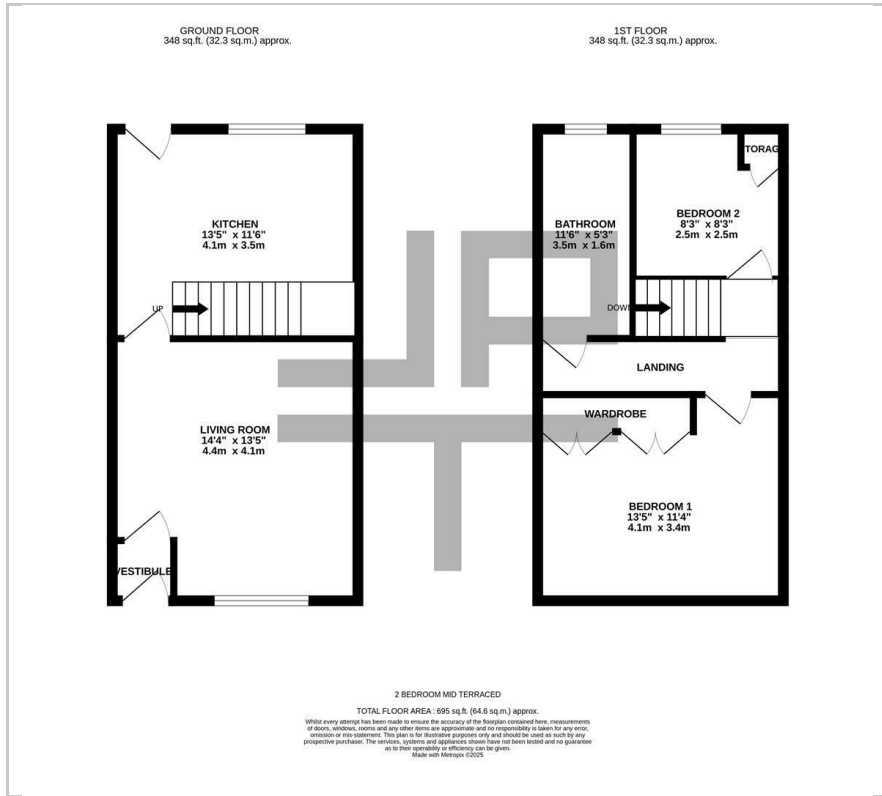 GROUND FLOOR
348 sq.ft. (32.3 sq.m.) approx.
1ST FLOOR
348 sq.ft. (32.3 sq.m.) approx.
KITCHEN
13'5" x 11'6"
4.1m x 3.5m
UP
LIVING ROOM
14'4" x 13'5"
4.4m x 4.1m
VESTIBULE
BATHROOM
11'6" x 5'3"
3.5m x 1.6m
TORAG
BEDROOM 2
8'3" x 8'3"
2.5m x 2.5m
DOWN
LANDING
WARDROBE
BEDROOM 1
13'5" x 11'4"
4.1m x 3.4m
2 BEDROOM MID TERRACED
TOTAL FLOOR AREA : 695 sq.ft. (64.6 sq.m.) approx.
Whilst every attempt has been made to ensure the accuracy of the floorplan contained here, measurements
of doors, windows, rooms and any other items are approximate and no responsibility is taken for any error,
omission or mis-statement. This plan is for illustrative purposes only and should be used as such by any
prospective purchaser. The services, systems and appliances shown have not been tested and no guarantee
as to their operability or efficiency can be given.
Made with Metropix ©2025